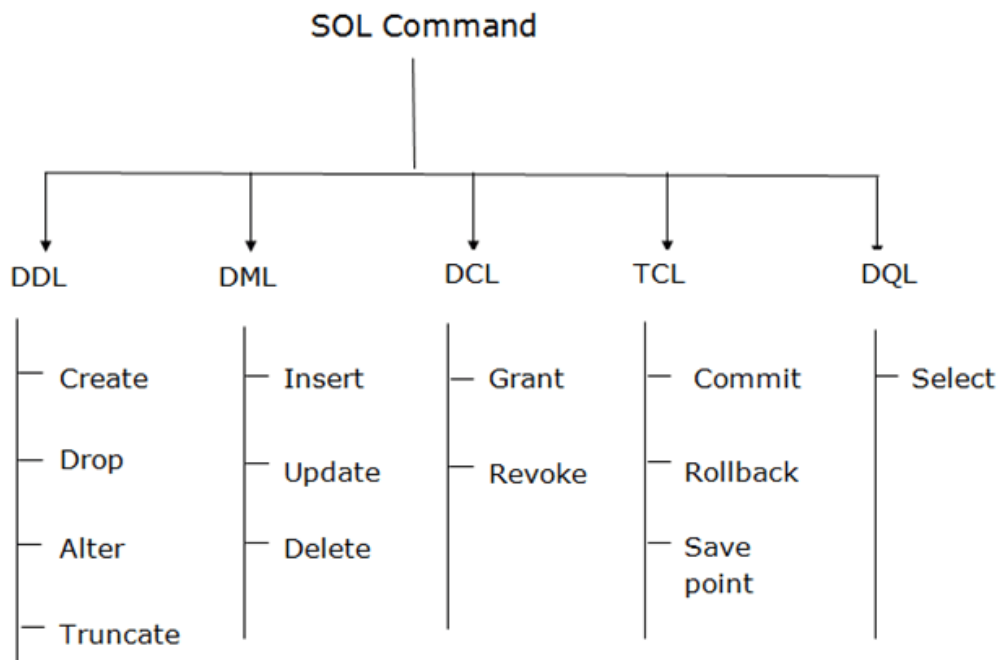 SOL Command
DDL
DML
DCL
TCL
DQL
Create
Insert
Grant
Commit
Select
Drop
Update
Revoke
Rollback
Alter
Delete
Save
point
Truncate